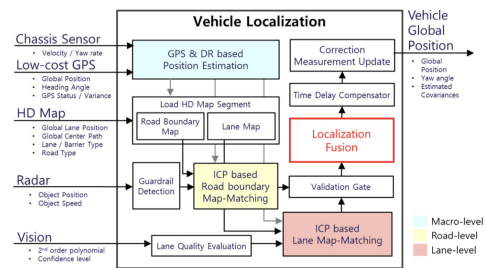 Vehicle Localization
Chassis Sensor
• Velocity / Yaw rate
Low-cost GPS
• Global Position
• Heading Angle
• GPS Status / Variance
HD Map
• Global Lane Position
• Global Center Path
• Lane / Barrier Type
• Road Type
Radar
• Object Position
• Object Speed
Vision
• 2nd order polynomial
• Confidence level
GPS & DR based
Position Estimation
Load HD Map Segment
Road Boundary
Map
Lane Map
Guardrail
Detection
ICP based
Road boundary
Map-Matching
Lane Quality Evaluation
ICP based
Lane Map-Matching
Validation Gate
Localization
Fusion
Time Delay Compensator
Correction
Measurement Update
Vehicle
Global
Position
• Global
Position
• Yaw angle
• Estimated
Covariances
Macro-level
Road-level
Lane-level